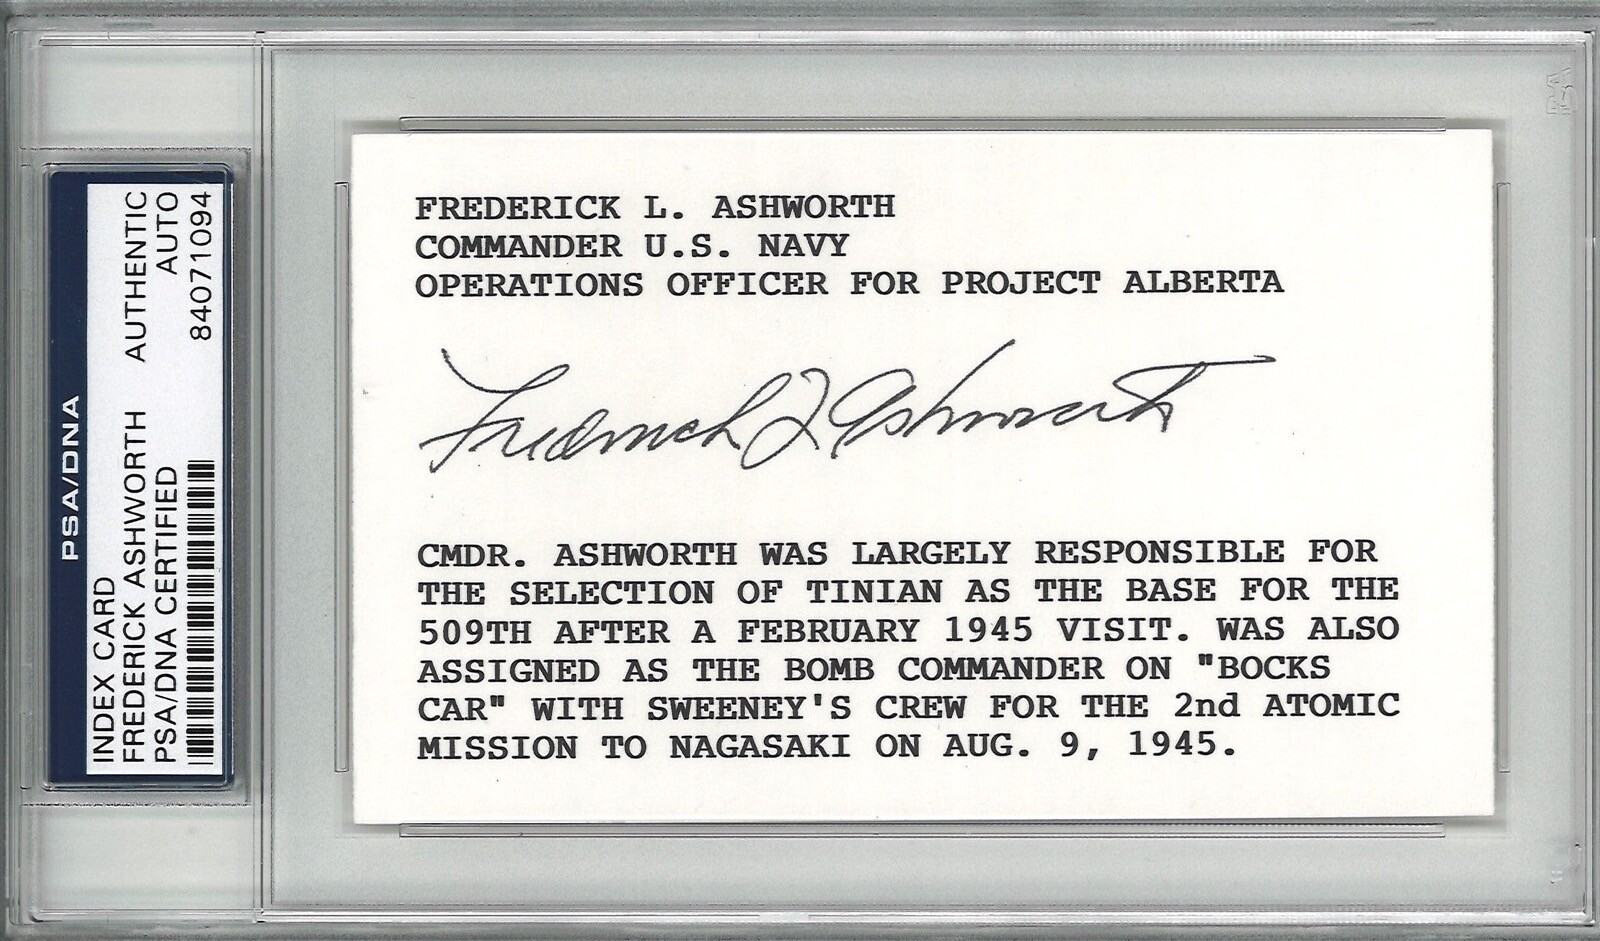 PSA/DNA
INDEX CARD
FREDERICK ASHWORTH AUTHENTIC
PSA/DNA CERTIFIED AUTO
84071094
FREDERICK L. ASHWORTH
COMMANDER U.S. NAVY
OPERATIONS OFFICER FOR PROJECT ALBERTA
Frederick L Ashworth
CMDR. ASHWORTH WAS LARGELY RESPONSIBLE FOR
THE SELECTION OF TINIAN AS THE BASE FOR THE
509TH AFTER A FEBRUARY 1945 VISIT. WAS ALSO
ASSIGNED AS THE BOMB COMMANDER ON "BOCKS
CAR" WITH SWEENEY'S CREW FOR THE 2nd ATOMIC
MISSION TO NAGASAKI ON AUG. 9, 1945.